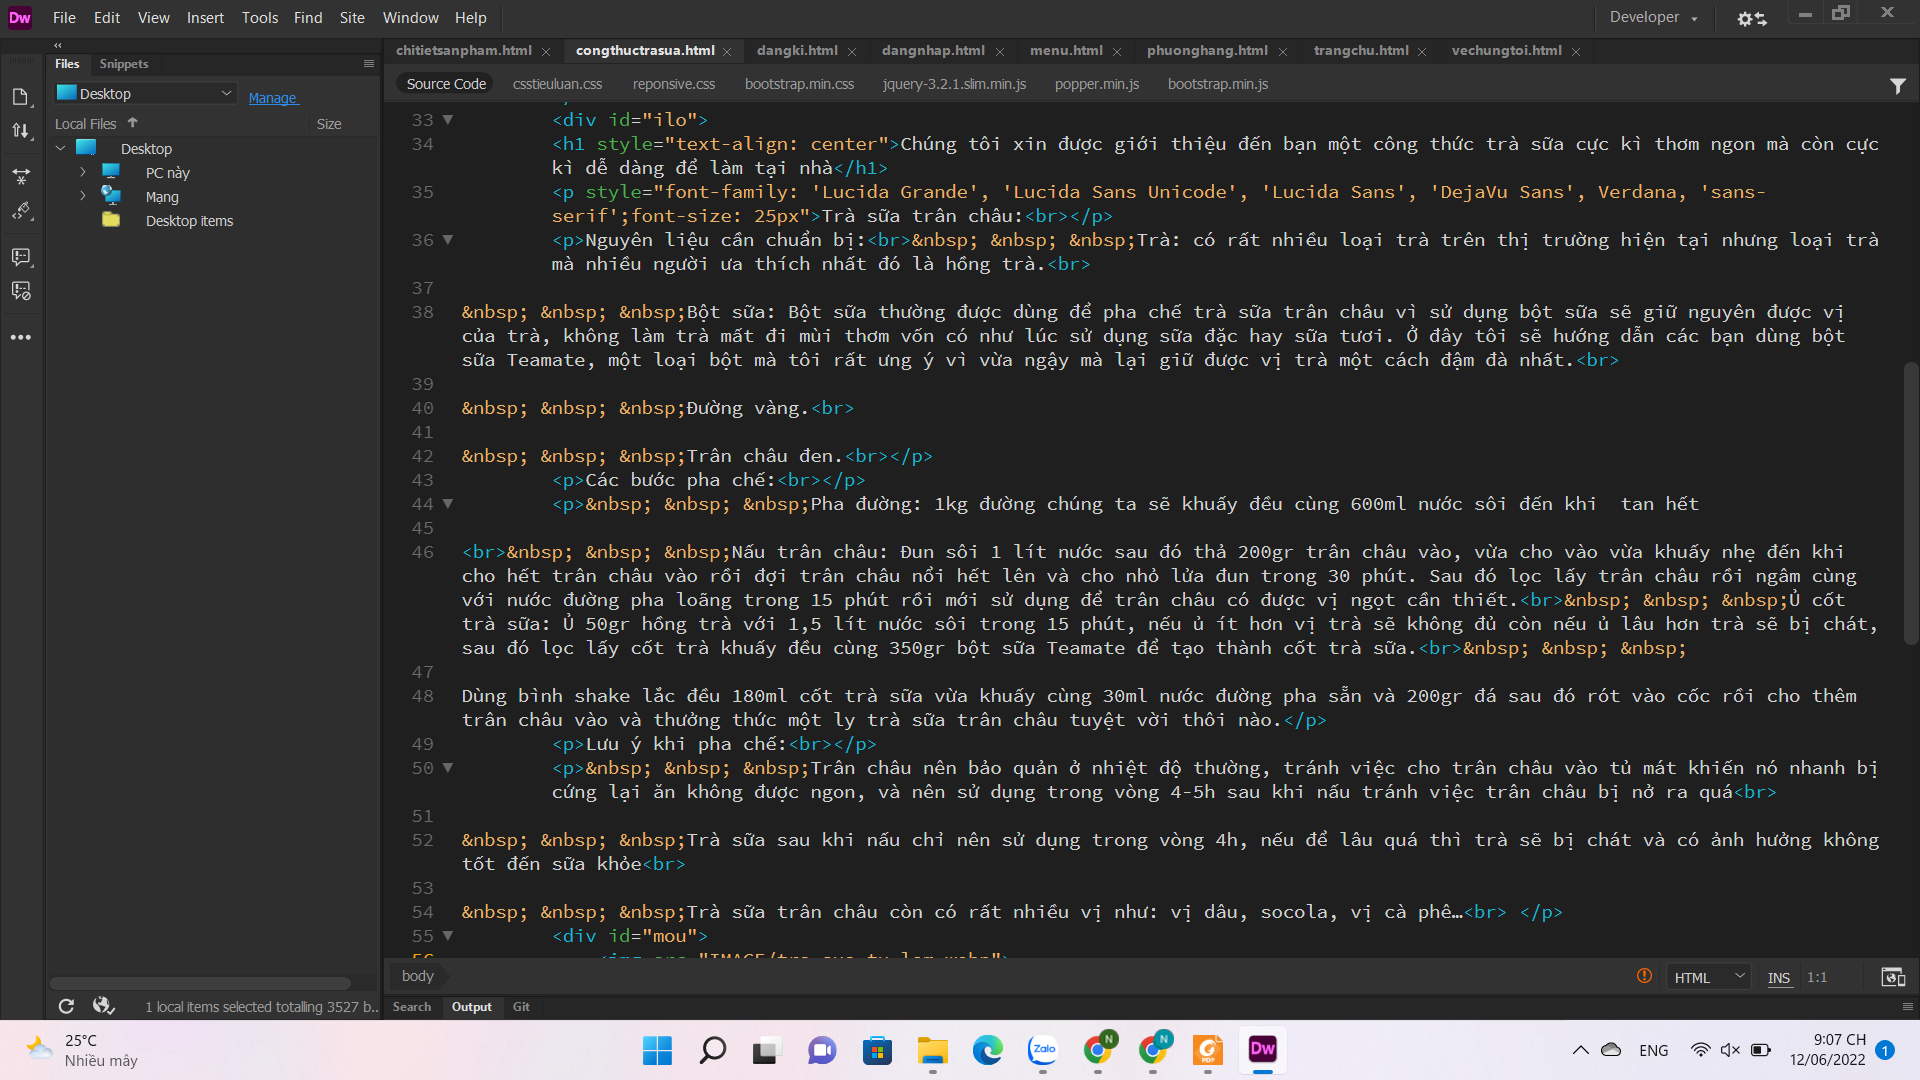 Dw File Edit View Insert Tools Find Site Window Help Developer
Files Snippets
Desktop Manage
Local Files Size
Desktop
PC này
Mạng
Desktop items
chitietsanpham.html congthuctrasua.html dangki.html dangnhap.html menu.html phuonghang.html trangchu.html vechungtoi.html
Source Code csstieuluan.css reponsive.css bootstrap.min.css jquery-3.2.1.slim.min.js popper.min.js bootstrap.min.js
33 <div id="ilo">
34 <h1 style="text-align: center">Chúng tôi xin được giới thiệu đến bạn một công thức trà sữa cực kì thơm ngon mà còn cực
kì dễ dàng để làm tại nhà</h1>
35 <p style="font-family: 'Lucida Grande', 'Lucida Sans Unicode', 'Lucida Sans', 'DejaVu Sans', Verdana, 'sans-
serif';font-size: 25px">Trà sữa trân châu:<br></p>
36 <p>Nguyên liệu cần chuẩn bị:<br>&nbsp; &nbsp; &nbsp;Trà: có rất nhiều loại trà trên thị trường hiện tại nhưng loại trà
mà nhiều người ưa thích nhất đó là hồng trà.<br>
37
38 &nbsp; &nbsp; &nbsp;Bột sữa: Bột sữa thường được dùng để pha chế trà sữa trân châu vì sử dụng bột sữa sẽ giữ nguyên được vị
của trà, không làm trà mất đi mùi thơm vốn có như lúc sử dụng sữa đặc hay sữa tươi. Ở đây tôi sẽ hướng dẫn các bạn dùng bột
sữa Teamate, một loại bột mà tôi rất ưng ý vì vừa ngậy mà lại giữ được vị trà một cách đậm đà nhất.<br>
39
40 &nbsp; &nbsp; &nbsp;Đường vàng.<br>
41
42 &nbsp; &nbsp; &nbsp;Trân châu đen.<br></p>
43 <p>Các bước pha chế:<br></p>
44 <p>&nbsp; &nbsp; &nbsp;Pha đường: 1kg đường chúng ta sẽ khuấy đều cùng 600ml nước sôi đến khi  tan hết
45
46 <br>&nbsp; &nbsp; &nbsp;Nấu trân châu: Đun sôi 1 lít nước sau đó thả 200gr trân châu vào, vừa cho vào vừa khuấy nhẹ đến khi
cho hết trân châu vào rồi đợi trân châu nổi hết lên và cho nhỏ lửa đun trong 30 phút. Sau đó lọc lấy trân châu rồi ngâm cùng
với nước đường pha loãng trong 15 phút rồi mới sử dụng để trân châu có được vị ngọt cần thiết.<br>&nbsp; &nbsp; &nbsp;Ủ cốt
trà sữa: Ủ 50gr hồng trà với 1,5 lít nước sôi trong 15 phút, nếu ủ ít hơn vị trà sẽ không đủ còn nếu ủ lâu hơn trà sẽ bị chát,
sau đó lọc lấy cốt trà khuấy đều cùng 350gr bột sữa Teamate để tạo thành cốt trà sữa.<br>&nbsp; &nbsp; &nbsp;
47
48 Dùng bình shake lắc đều 180ml cốt trà sữa vừa khuấy cùng 30ml nước đường pha sẵn và 200gr đá sau đó rót vào cốc rồi cho thêm
trân châu vào và thưởng thức một ly trà sữa trân châu tuyệt vời thôi nào.</p>
49 <p>Lưu ý khi pha chế:<br></p>
50 <p>&nbsp; &nbsp; &nbsp;Trân châu nên bảo quản ở nhiệt độ thường, tránh việc cho trân châu vào tủ mát khiến nó nhanh bị
cứng lại ăn không được ngon, và nên sử dụng trong vòng 4-5h sau khi nấu tránh việc trân châu bị nở ra quá<br>
51
52 &nbsp; &nbsp; &nbsp;Trà sữa sau khi nấu chỉ nên sử dụng trong vòng 4h, nếu để lâu quá thì trà sẽ bị chát và có ảnh hưởng không
tốt đến sữa khỏe<br>
53
54 &nbsp; &nbsp; &nbsp;Trà sữa trân châu còn có rất nhiều vị như: vị dâu, socola, vị cà phê…<br> </p>
55 <div id="mou">
body HTML INS 1:1
1 local items selected totalling 3527 b...
Search Output Git
25°C
Nhiều mây
Zalo N N PDF Dw
ENG
9:07 CH
12/06/2022 1